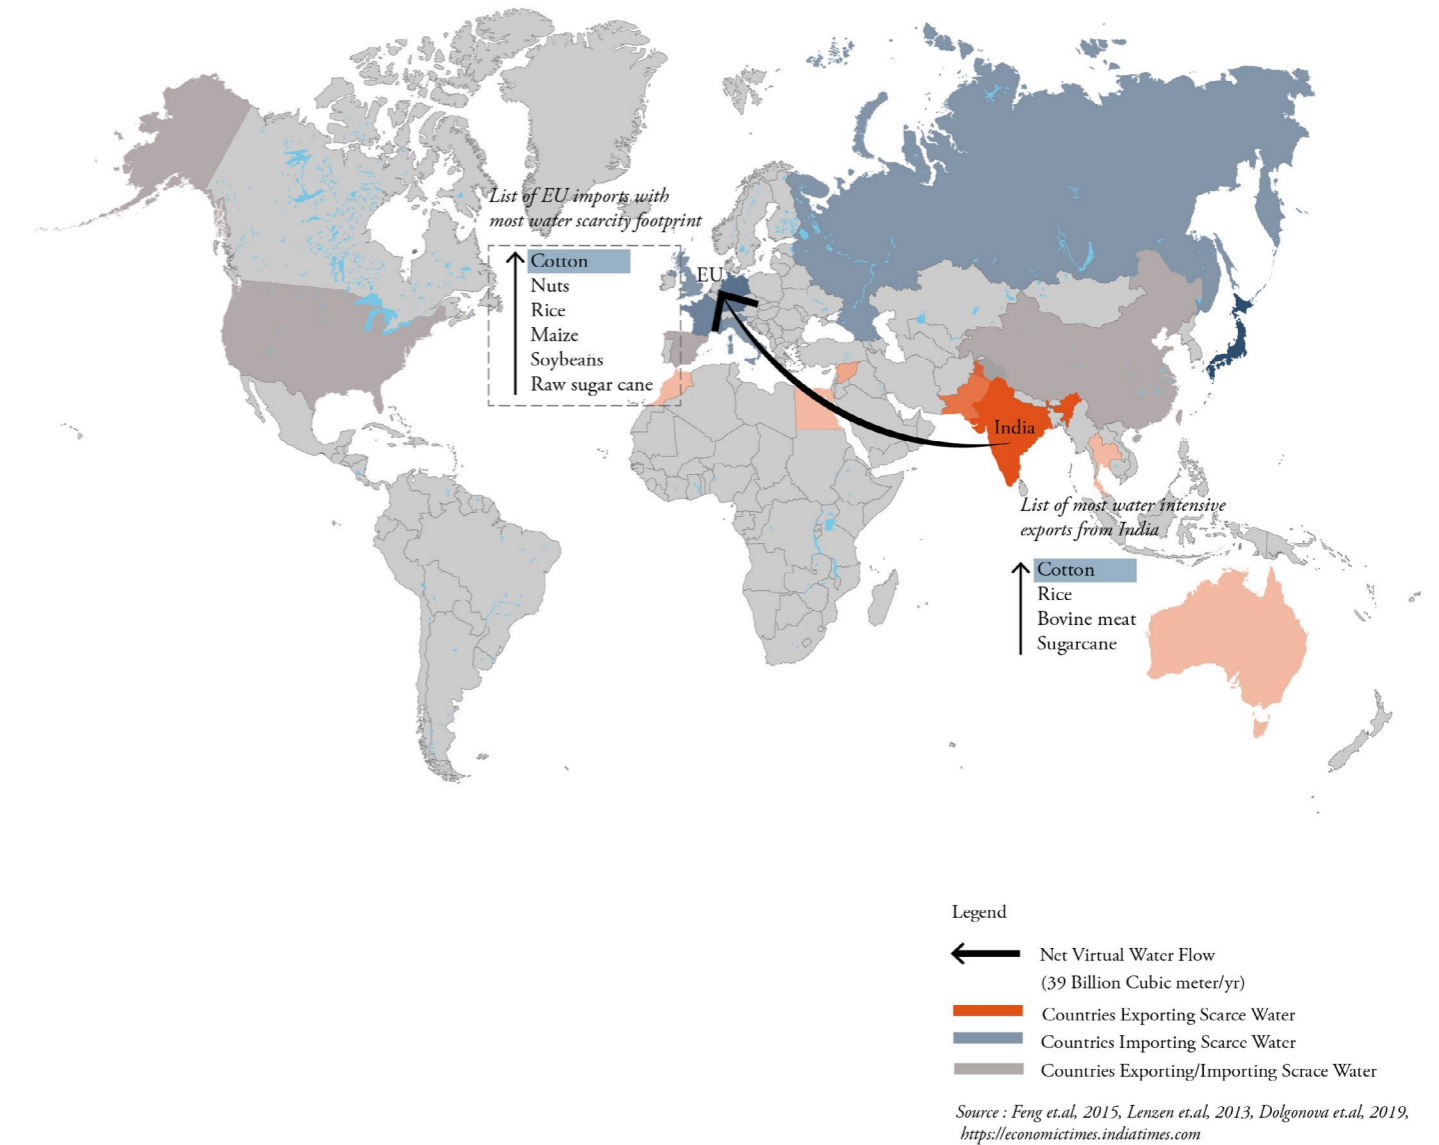 List of EU imports with
most water scarcity footprint
Cotton
Nuts
Rice
Maize
Soybeans
Raw sugar cane
EU
India
List of most water intensive
exports from India
Cotton
Rice
Bovine meat
Sugarcane
Legend
Net Virtual Water Flow
(39 Billion Cubic meter/yr)
Countries Exporting Scarce Water
Countries Importing Scarce Water
Countries Exporting/Importing Scrace Water
Source : Feng et.al, 2015, Lenzen et.al, 2013, Dolgonova et.al, 2019,
https://economictimes.indiatimes.com